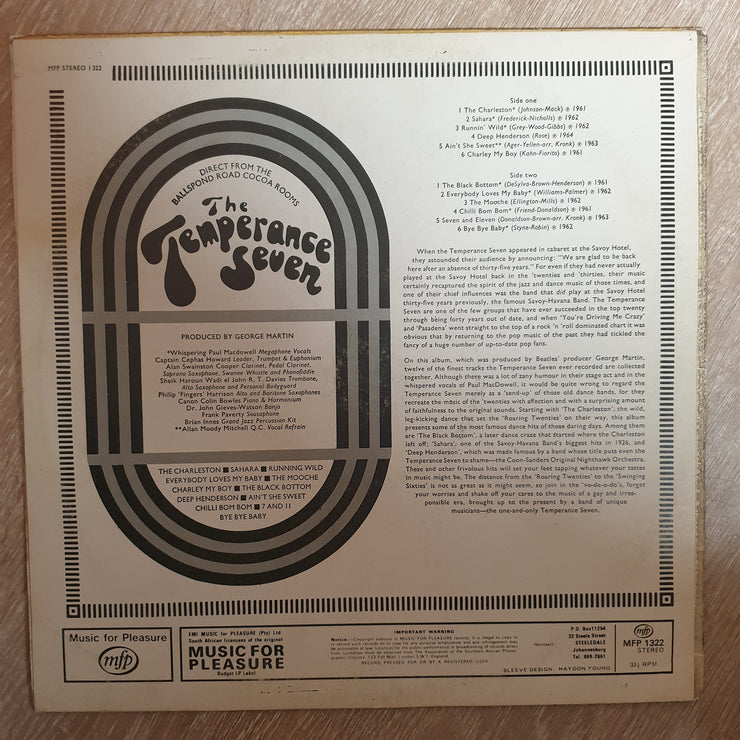 MFP STEREO 1322
DIRECT FROM THE
BALLSPOND ROAD COCOA ROOMS
The
Temperance
Seven
PRODUCED BY GEORGE MARTIN
*Whispering Paul Macdowell Megaphone Vocals
Captain Cephas Howard Leader, Trumpet & Euphonium
Alan Swainston Cooper Clarinet, Pedal Clarinet,
Soprano Saxophone, Swanee Whistle and Phonofiddle
Sheik Haroun Wadi el John R. T. Davies Trombone,
Alto Saxophone and Personal Bodyguard
Philip 'Fingers' Harrison Alto and Baritone Saxophones
Canon Colin Bowles Piano & Harmonium
Dr. John Gieves-Watson Banjo
Frank Paverty Sousaphone
Brian Innes Grand Jazz Percussion Kit
**Allan Moody Mitchell Q.C. Vocal Refrain
THE CHARLESTON ■ SAHARA ■ RUNNING WILD
EVERYBODY LOVES MY BABY ■ THE MOOCHE
CHARLEY MY BOY ■ THE BLACK BOTTOM
DEEP HENDERSON ■ AIN'T SHE SWEET
CHILLI BOM BOM ■ 7 AND 11
BYE BYE BABY
Side one
1 The Charleston* (Johnson-Mack) ℗ 1961
2 Sahara* (Frederick-Nicholls) ℗ 1962
3 Runnin' Wild* (Grey-Wood-Gibbs) ℗ 1962
4 Deep Henderson (Rose) ℗ 1964
5 Ain't She Sweet** (Ager-Yellen-arr. Kronk) ℗ 1963
6 Charley My Boy (Kahn-Fiorito) ℗ 1961
Side two
1 The Black Bottom* (DeSylva-Brown-Henderson) ℗ 1961
2 Everybody Loves My Baby* (Williams-Palmer) ℗ 1962
3 The Mooche (Ellington-Mills) ℗ 1962
4 Chilli Bom Bom* (Friend-Donaldson) ℗ 1961
5 Seven and Eleven (Donaldson-Brown-arr. Kronk) ℗ 1963
6 Bye Bye Baby* (Styne-Robin) ℗ 1962
When the Temperance Seven appeared in cabaret at the Savoy Hotel,
they astounded their audience by announcing: "We are glad to be back
here after an absence of thirty-five years." For even if they had never actually
played at the Savoy Hotel back in the 'twenties and 'thirties, their music
certainly recaptured the spirit of the jazz and dance music of those times, and
one of their chief influences was the band that did play at the Savoy Hotel
thirty-five years previously, the famous Savoy-Havana Band. The Temperance
Seven are one of the few groups that have ever succeeded in the top twenty
through being forty years out of date, and when 'You're Driving Me Crazy'
and 'Pasadena' went straight to the top of a rock 'n 'roll dominated chart it was
obvious that by returning to the pop music of the past they had tickled the
fancy of a huge number of up-to-date pop fans.
On this album, which was produced by Beatles' producer George Martin,
twelve of the finest tracks the Temperance Seven ever recorded are collected
together. Although there was a lot of zany humour in their stage act and in the
whispered vocals of Paul MacDowell, it would be quite wrong to regard the
Temperance Seven merely as a 'send-up' of those old dance bands, for they
recreate the music of the 'twenties with affection and with a surprising amount
of faithfulness to the original sounds. Starting with 'The Charleston', the wild,
leg-kicking dance that set the 'Roaring Twenties' on their way, this album
presents some of the most famous dance hits of those daring days. Among them
are 'The Black Bottom', a later dance craze that started where the Charleston
left off; 'Sahara', one of the Savoy Havana Band's biggest hits in 1926, and
'Deep Henderson', which was made famous by a band whose title puts even the
Temperance Seven to shame—the Coon-Sanders Original Nighthawk Orchestra.
These and other frivolous hits will set your feet tapping whatever your tastes
in music might be. The distance from the 'Roaring Twenties' to the 'Swinging
Sixties' is not as great as it might seem, so join in the 'vo-de-o-do's, forget
your worries and shake off your cares to the music of a gay and irres-
ponsible era, brought up to the present by a band of unique
musicians—the one-and-only Temperance Seven.
Music for Pleasure
mfp
EMI MUSIC for PLEASURE (Pty) Ltd
South African licensees of the original
MUSIC FOR
PLEASURE
Budget LP Label
IMPORTANT WARNING
RECORD PRESSED FOR OR BY A REGISTERED USER
SLEEVE DESIGN: HAYDON YOUNG
P.O. Box 11254
32 Steele Street
STEELEDALE
Johannesburg
Tel: 869-2661
mfp
MFP 1322
STEREO
33⅓ RPM